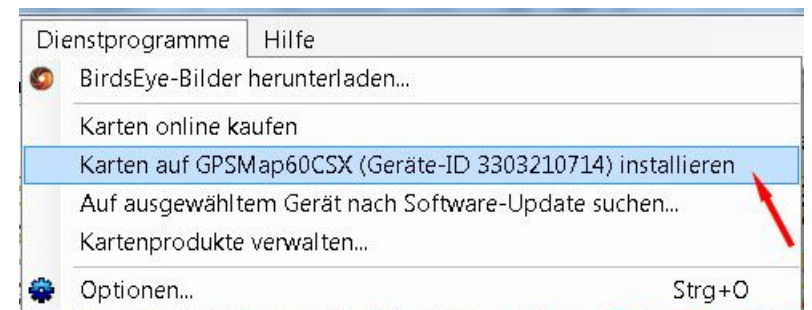 Dienstprogramme Hilfe
BirdsEye-Bilder herunterladen...
Karten online kaufen
Karten auf GPSMap60CSX (Geräte-ID 3303210714) installieren
Auf ausgewähltem Gerät nach Software-Update suchen...
Kartenprodukte verwalten...
Optionen... Strg+O